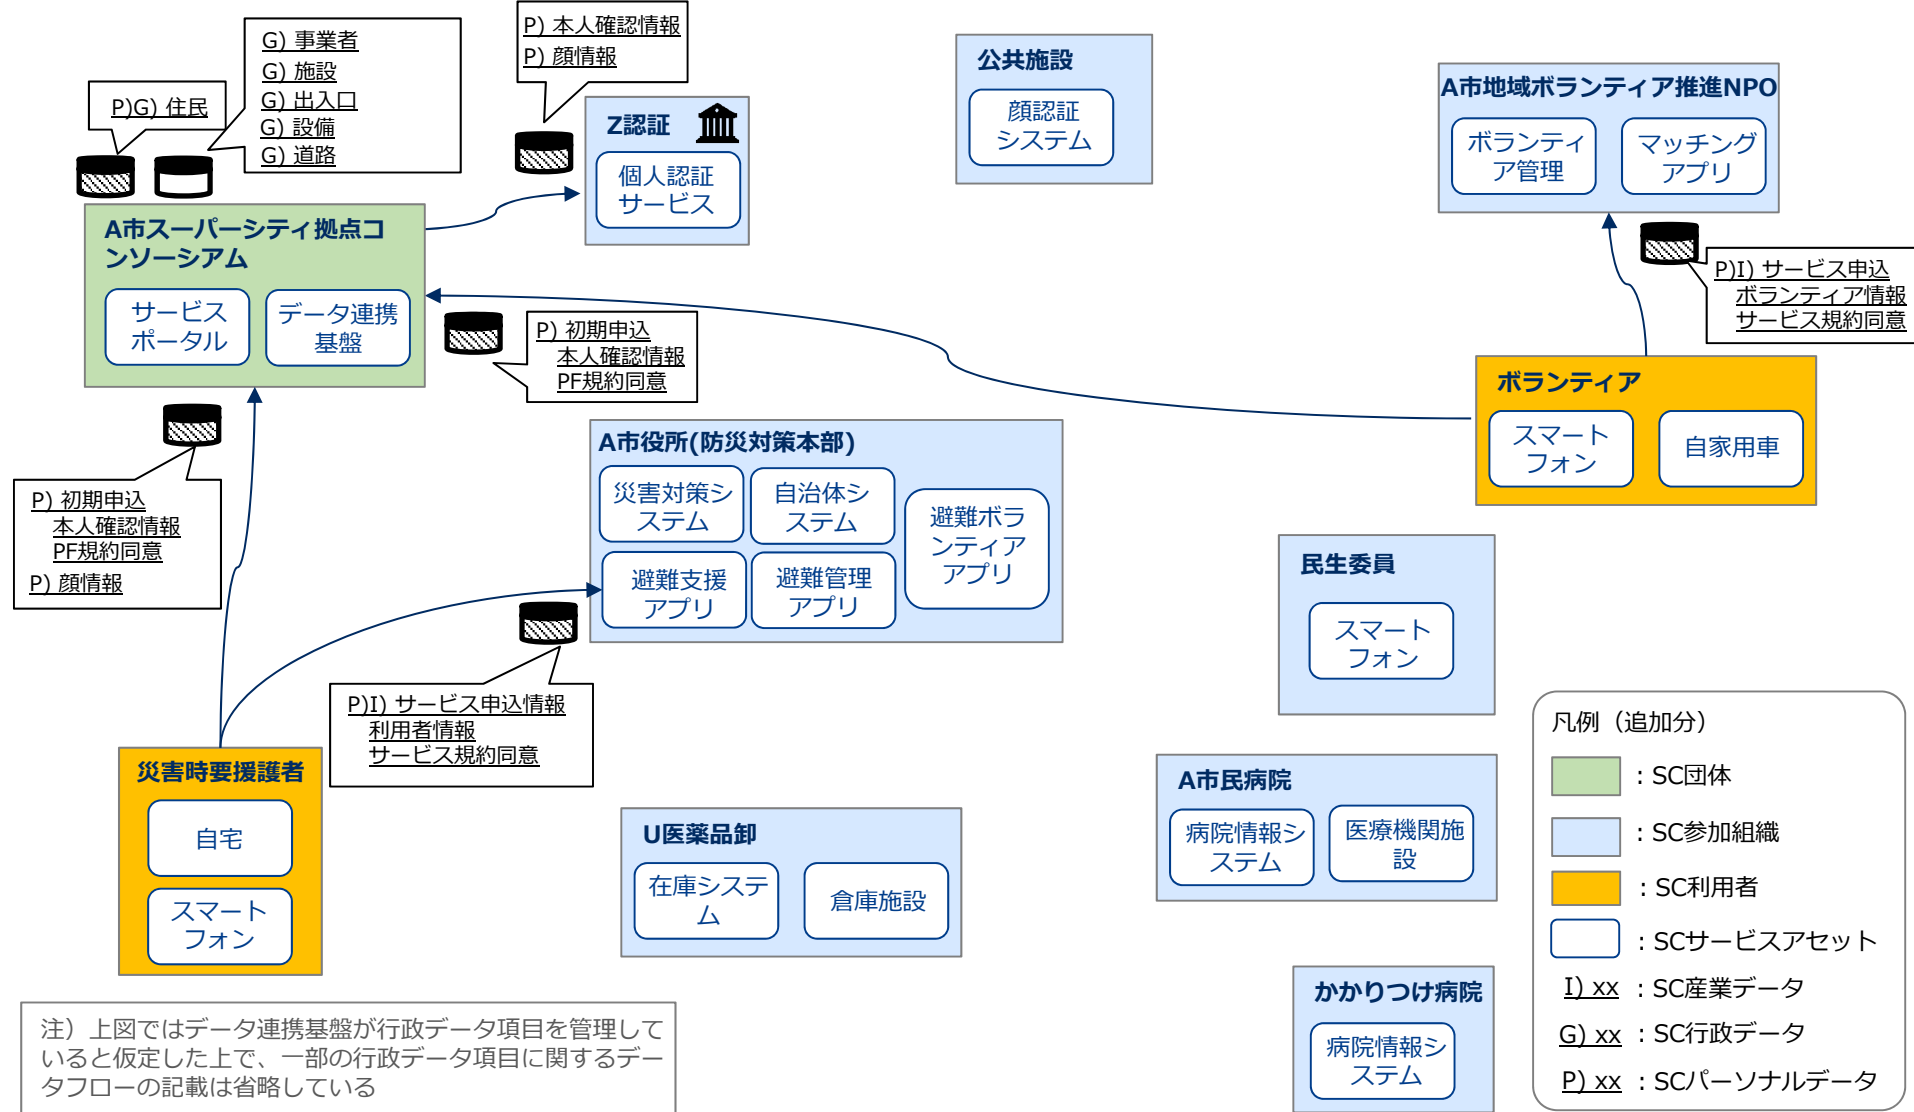 P)G) 住民
G) 事業者
G) 施設
G) 出入口
G) 設備
G) 道路
P) 本人確認情報
P) 顔情報
Z認証
個人認証
サービス
公共施設
顔認証
システム
A市地域ボランティア推進NPO
ボランティ
ア管理
マッチング
アプリ
A市スーパーシティ拠点コ
ンソーシアム
サービス
ポータル
データ連携
基盤
P) 初期申込
本人確認情報
PF規約同意
P)I) サービス申込
ボランティア情報
サービス規約同意
ボランティア
スマート
フォン
自家用車
P) 初期申込
本人確認情報
PF規約同意
P) 顔情報
A市役所(防災対策本部)
災害対策シ
ステム
自治体シ
ステム
避難ボラ
ンティア
アプリ
避難支援
アプリ
避難管理
アプリ
民生委員
スマート
フォン
P)I) サービス申込情報
利用者情報
サービス規約同意
災害時要援護者
自宅
スマート
フォン
U医薬品卸
在庫システ
ム
倉庫施設
A市民病院
病院情報シ
ステム
医療機関施
設
かかりつけ病院
病院情報シ
ステム
凡例（追加分）
：SC団体
：SC参加組織
：SC利用者
：SCサービスアセット
I) xx ：SC産業データ
G) xx ：SC行政データ
P) xx ：SCパーソナルデータ
注）上図ではデータ連携基盤が行政データ項目を管理して
いると仮定した上で、一部の行政データ項目に関するデー
タフローの記載は省略している